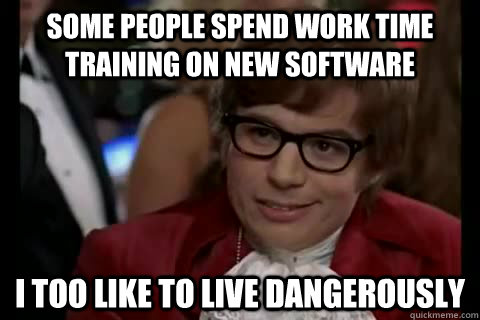 SOME PEOPLE SPEND WORK TIME
TRAINING ON NEW SOFTWARE
I TOO LIKE TO LIVE DANGEROUSLY
quickmeme.com